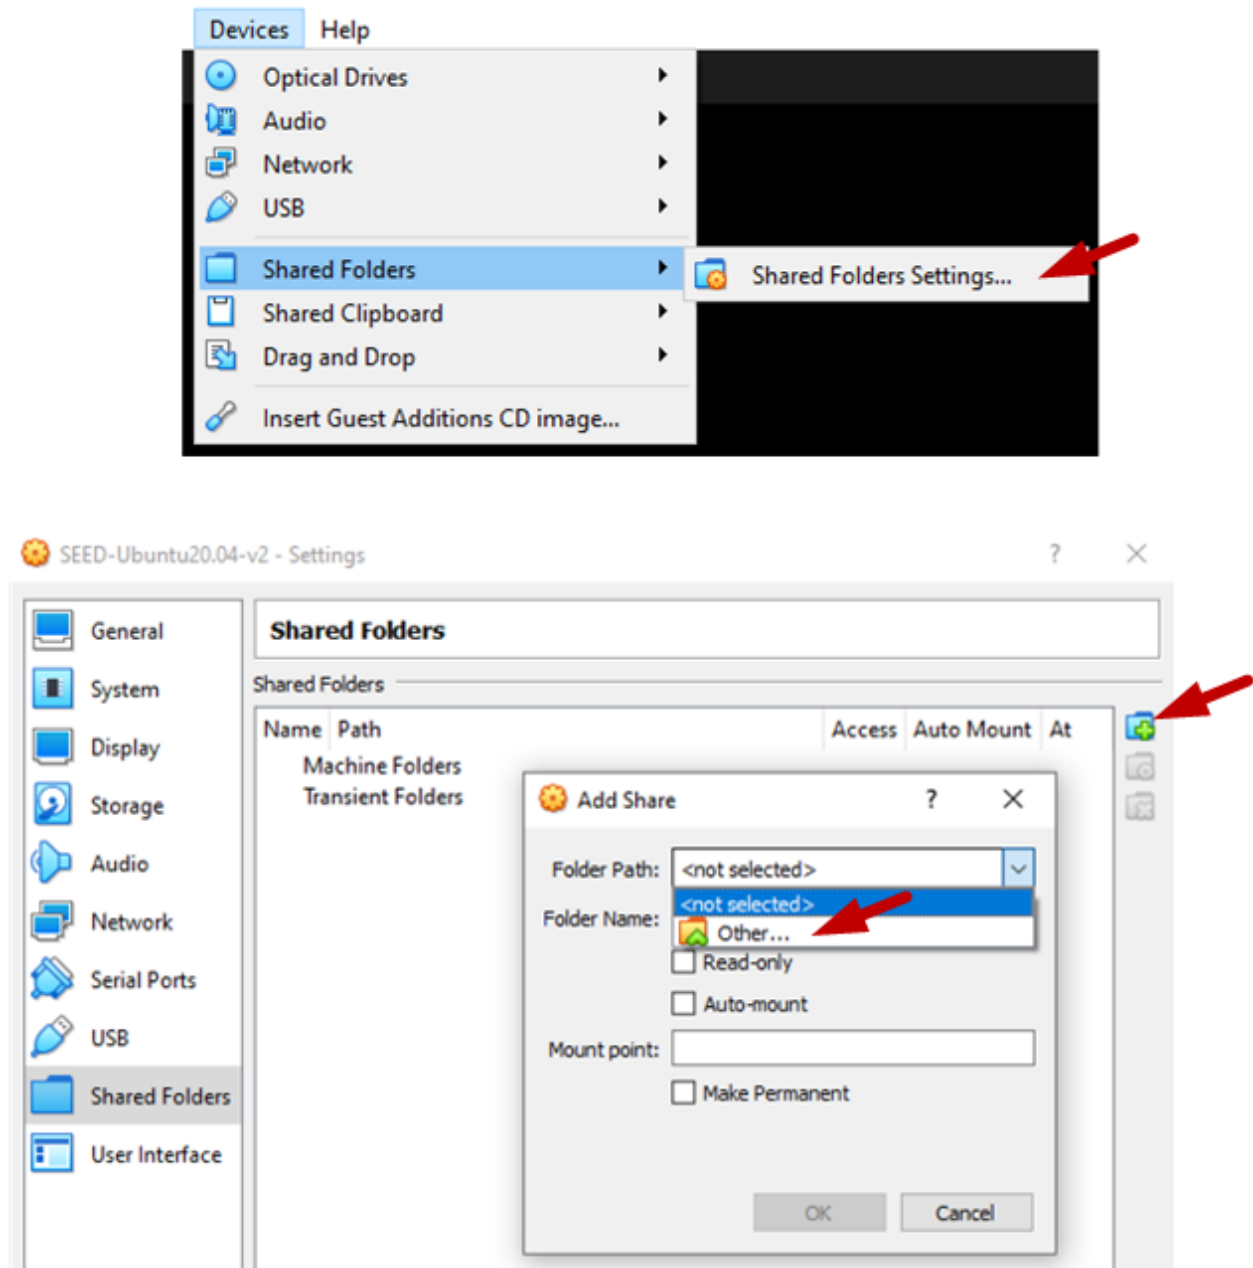 Devices Help
Optical Drives
Audio
Network
USB
Shared Folders
Shared Folders Settings...
Shared Clipboard
Drag and Drop
Insert Guest Additions CD image...
SEED-Ubuntu20.04-v2 - Settings ?
General
System
Display
Storage
Audio
Network
Serial Ports
USB
Shared Folders
User Interface
Shared Folders
Shared Folders
Name Path Access Auto Mount At
Machine Folders
Transient Folders
Add Share ?
Folder Path: <not selected>
<not selected>
Folder Name:
Other...
Read-only
Auto-mount
Mount point:
Make Permanent
OK Cancel